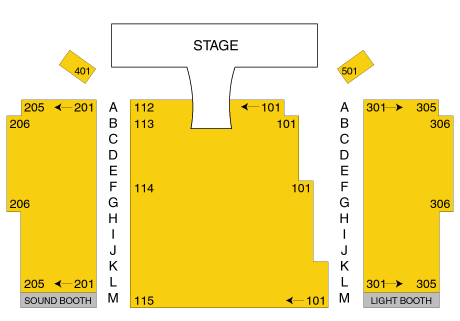 STAGE
401 501
205 ←201 A 112 ←101 A 301→ 305
206 B 113 101 B 306
C C
D D
E E
F 114 101 F
206 G G 306
H H
I I
J J
K K
205 ←201 L L 301→ 305
SOUND BOOTH M 115 ←101 M LIGHT BOOTH